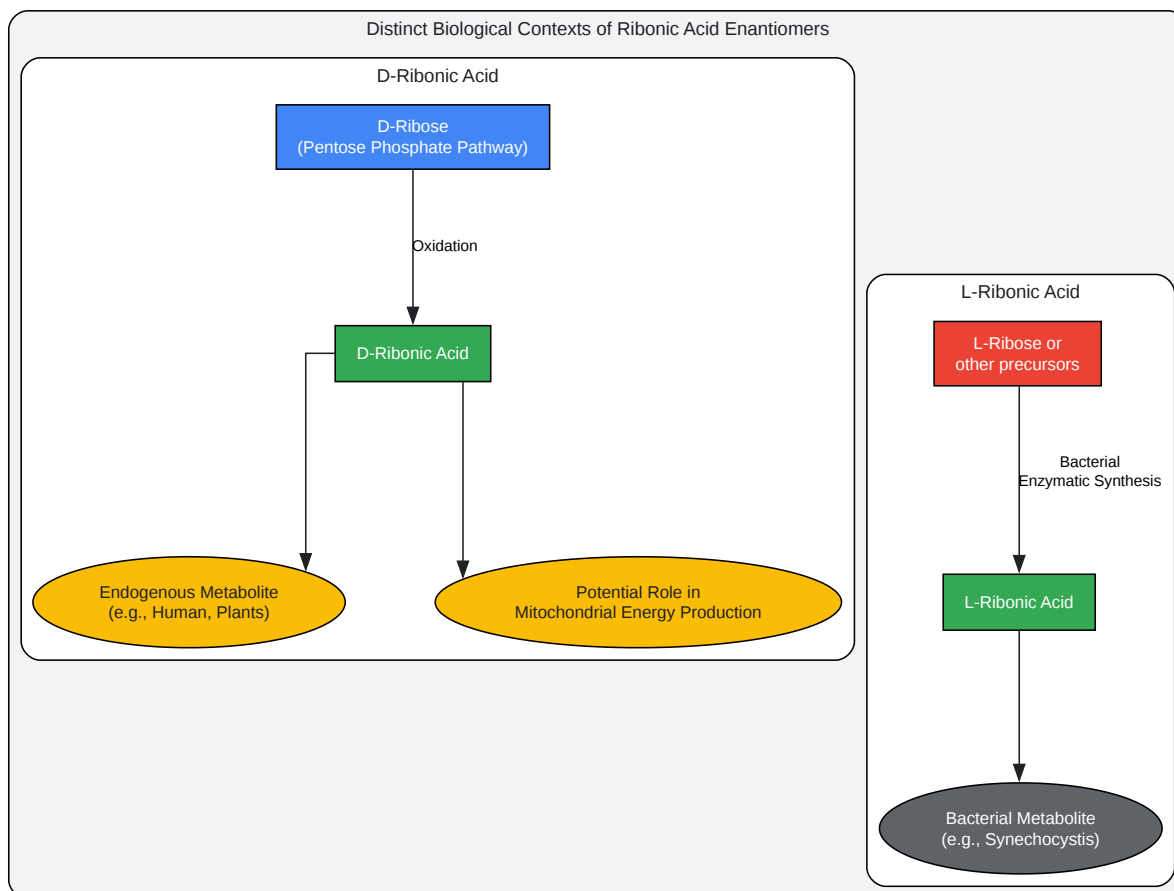 Distinct Biological Contexts of Ribonic Acid Enantiomers
D-Ribonic Acid
D-Ribose
(Pentose Phosphate Pathway)
Oxidation
D-Ribonic Acid
Endogenous Metabolite
(e.g., Human, Plants)
Potential Role in
Mitochondrial Energy Production
L-Ribonic Acid
L-Ribose or
other precursors
Bacterial
Enzymatic Synthesis
L-Ribonic Acid
Bacterial Metabolite
(e.g., Synechocystis)